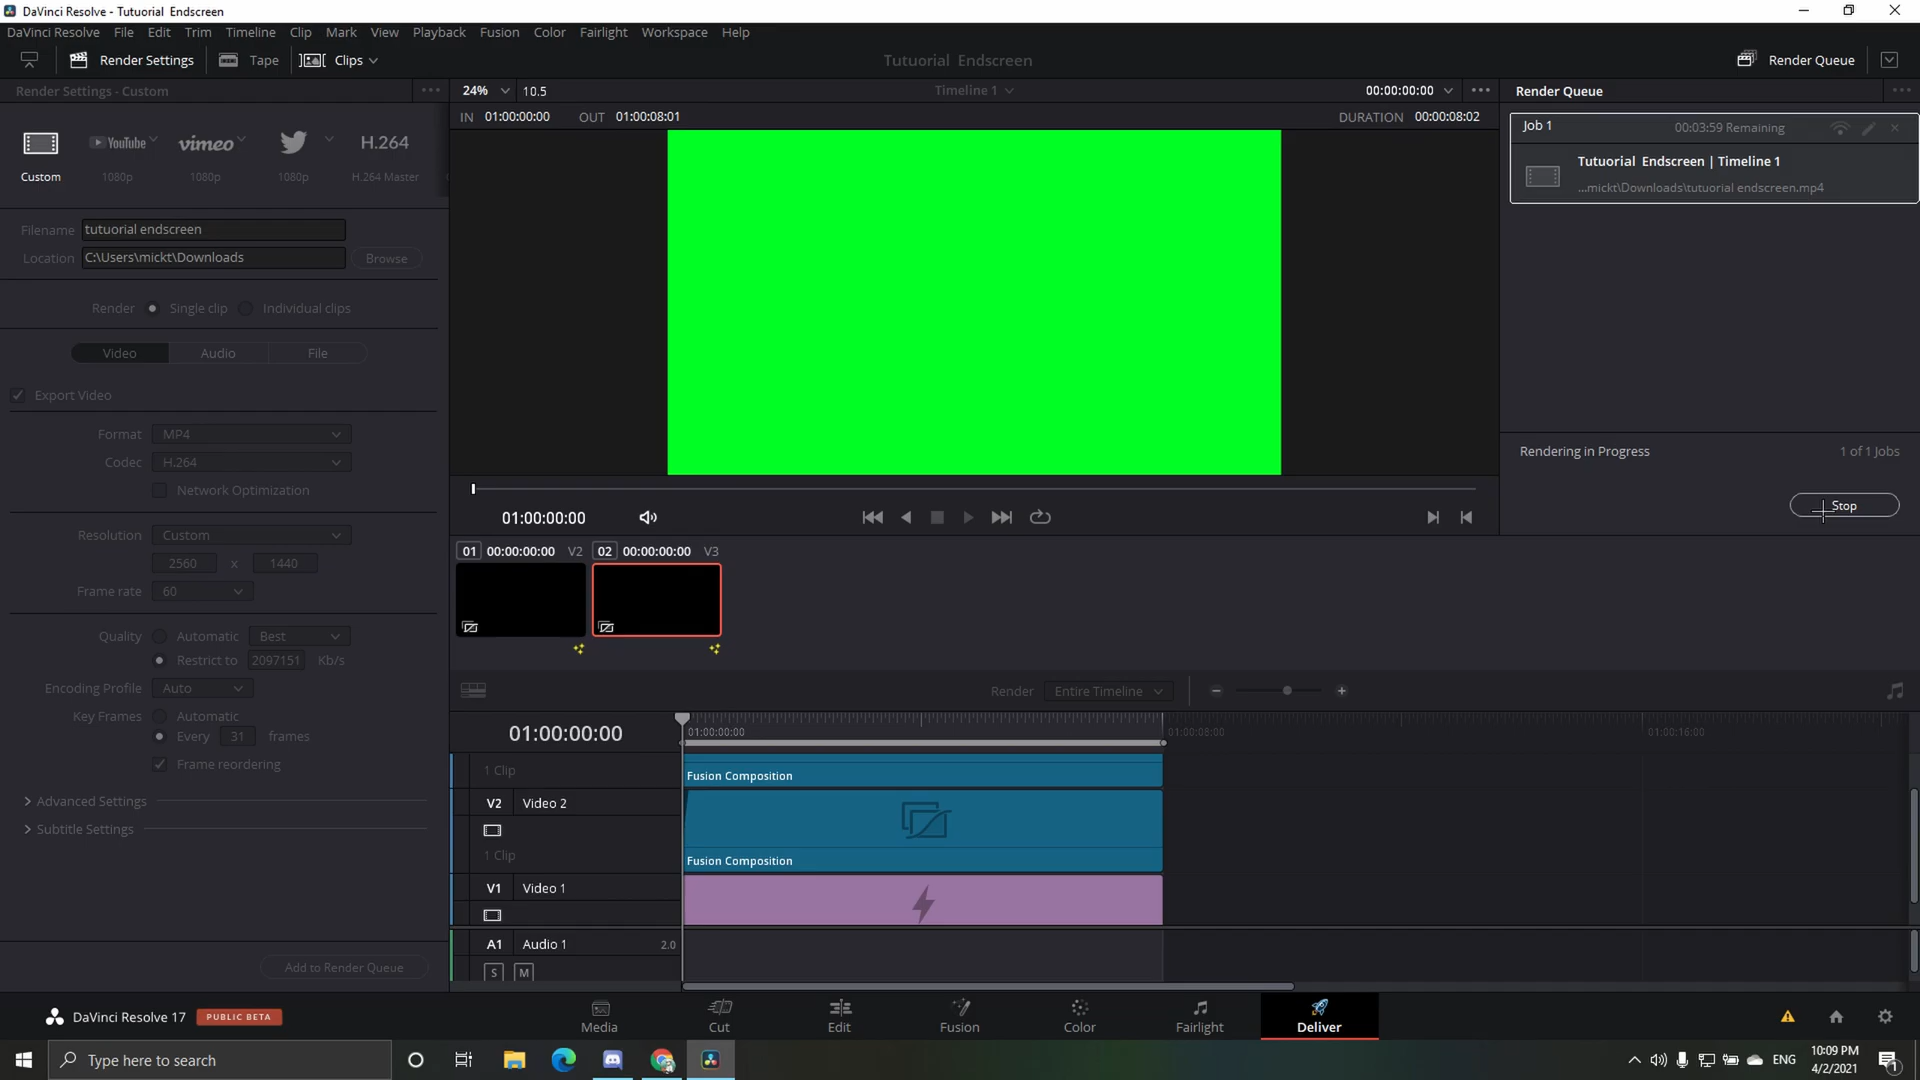 DaVinci Resolve - Tutuorial Endscreen
DaVinci Resolve File Edit Trim Timeline Clip Mark View Playback Fusion Color Fairlight Workspace Help
Render Settings Tape Clips Tutuorial Endscreen Render Queue
Render Settings - Custom
24% 10.5 Timeline 1 00:00:00:00
Render Queue
IN 01:00:00:00 OUT 01:00:08:01 DURATION 00:00:08:02
Job 1 00:03:59 Remaining
Tutuorial Endscreen | Timeline 1
...mickt\Downloads\tutuorial endscreen.mp4
YouTube vimeo H.264
Custom 1080p 1080p 1080p H.264 Master
Filename tutuorial endscreen
Location C:\Users\mickt\Downloads Browse
Render Single clip Individual clips
Video Audio File
Export Video
Format MP4
Codec H.264
Network Optimization
Resolution Custom
2560 x 1440
Frame rate 60
Quality Automatic Best
Restrict to 2097151 Kb/s
Encoding Profile Auto
Key Frames Automatic
Every 31 frames
Frame reordering
Advanced Settings
Subtitle Settings
Add to Render Queue
Rendering in Progress 1 of 1 Jobs
Stop
01:00:00:00
01 00:00:00:00 V2 02 00:00:00:00 V3
Render Entire Timeline
01:00:00:00 01:00:00:00 01:00:08:00 01:00:16:00
1 Clip
Fusion Composition
V2 Video 2
1 Clip
Fusion Composition
V1 Video 1
A1 Audio 1 2.0
S M
DaVinci Resolve 17 PUBLIC BETA
Media Cut Edit Fusion Color Fairlight Deliver
Type here to search
ENG
10:09 PM
4/2/2021
1